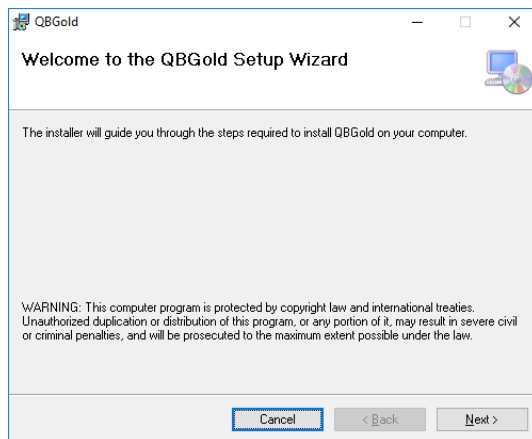 QBGold
Welcome to the QBGold Setup Wizard
The installer will guide you through the steps required to install QBGold on your computer.
WARNING: This computer program is protected by copyright law and international treaties.
Unauthorized duplication or distribution of this program, or any portion of it, may result in severe civil
or criminal penalties, and will be prosecuted to the maximum extent possible under the law.
Cancel
< Back
Next >